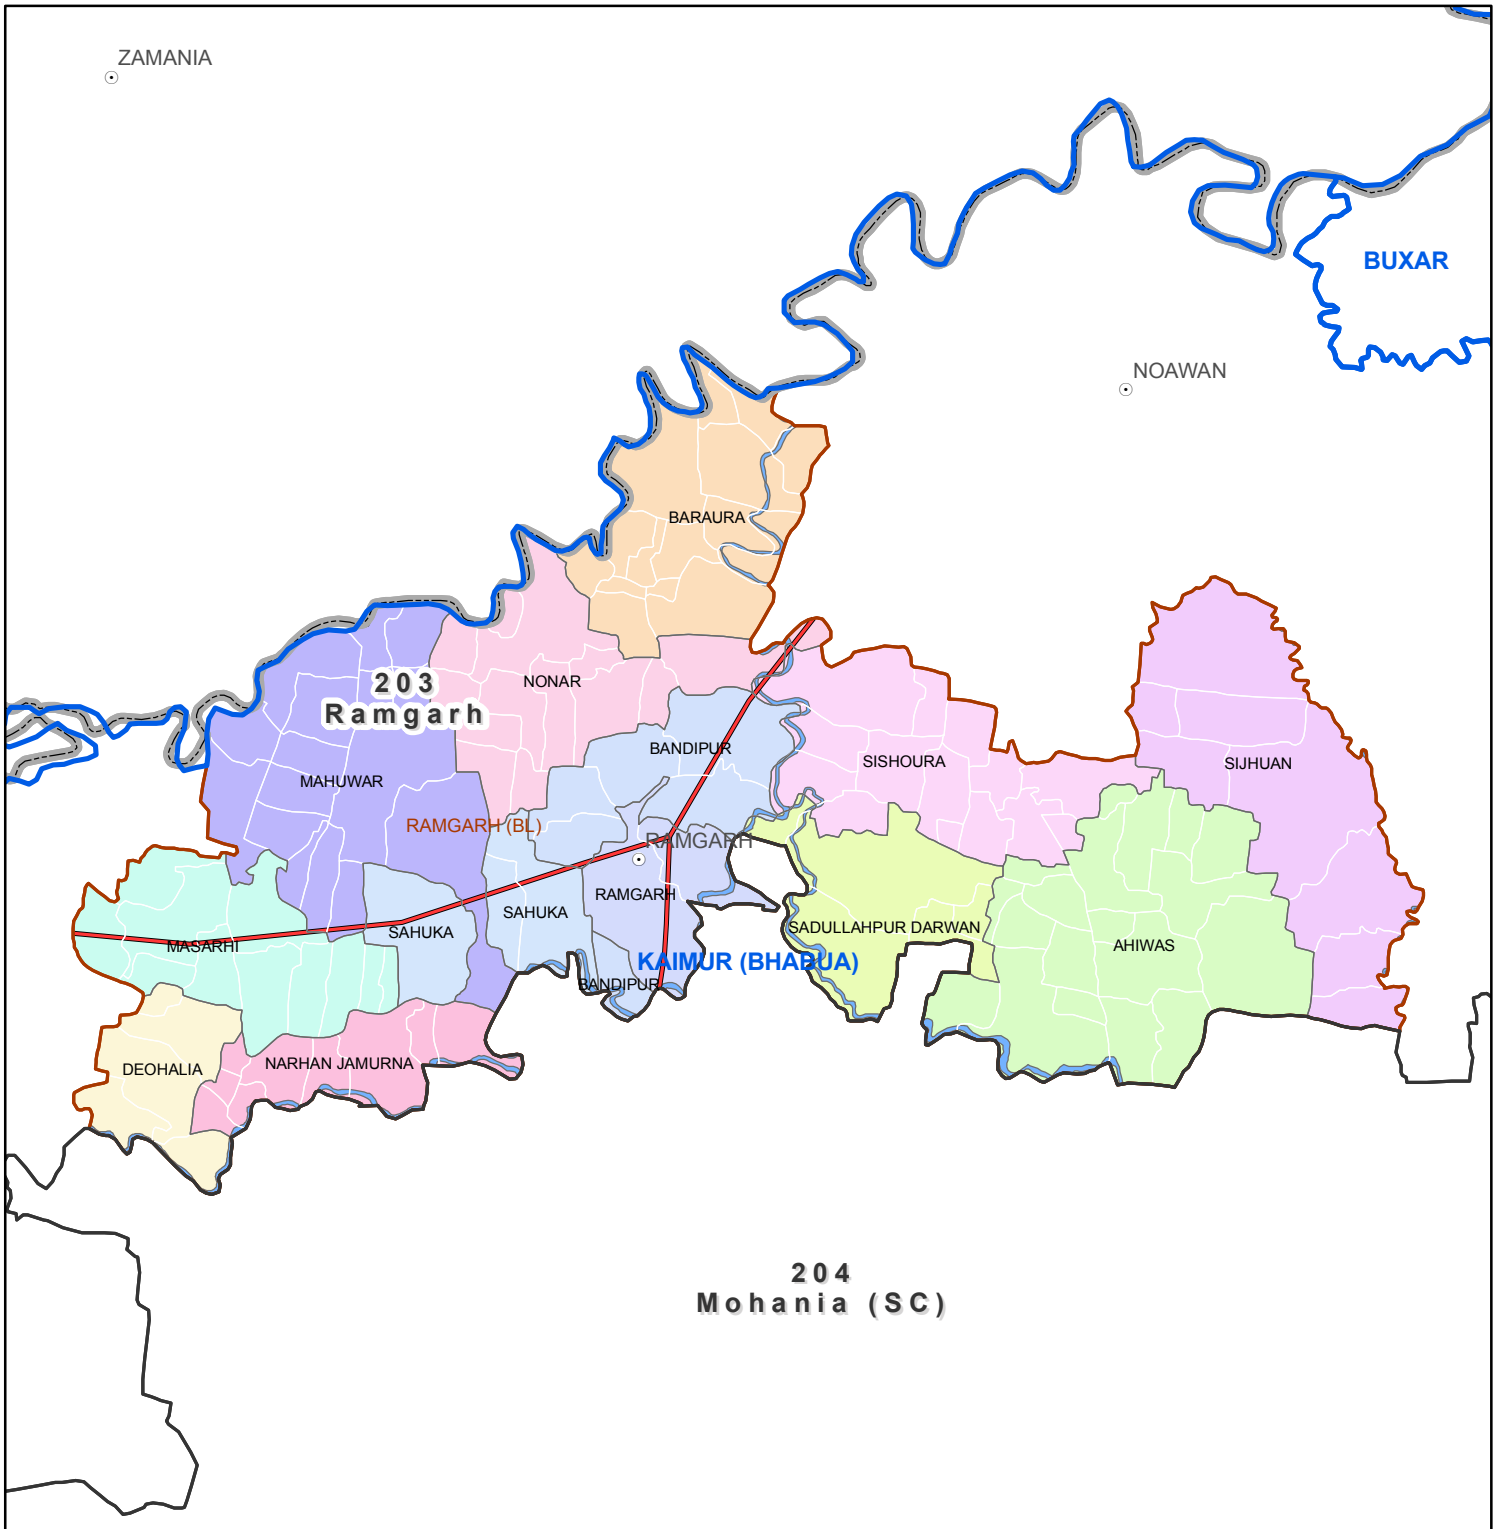 ZAMANIA
BUXAR
NOAWAN
BARAURA
203
Ramgarh
NONAR
BANDIPUR
SISHOURA
SIJHUAN
MAHUWAR
RAMGARH (BL)
RAMGARH
RAMGARH
SAHUKA
SAHUKA
SADULLAHPUR DARWAN
MASARHI
AHIWAS
KAIMUR (BHABUA)
BANDIPUR
DEOHALIA
NARHAN JAMURNA
204
Mohania (SC)